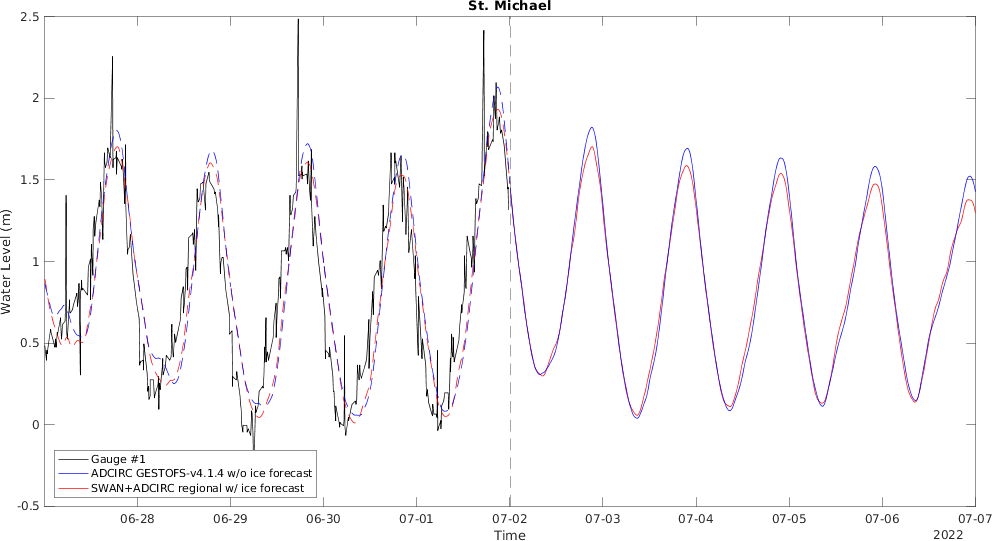 St. Michael
2.5
2
1.5
1
0.5
0
-0.5
Water Level (m)
Gauge #1
ADCIRC GESTOFS-v4.1.4 w/o ice forecast
SWAN+ADCIRC regional w/ ice forecast
06-28 06-29 06-30 07-01 07-02 07-03 07-04 07-05 07-06 07-07
Time
2022